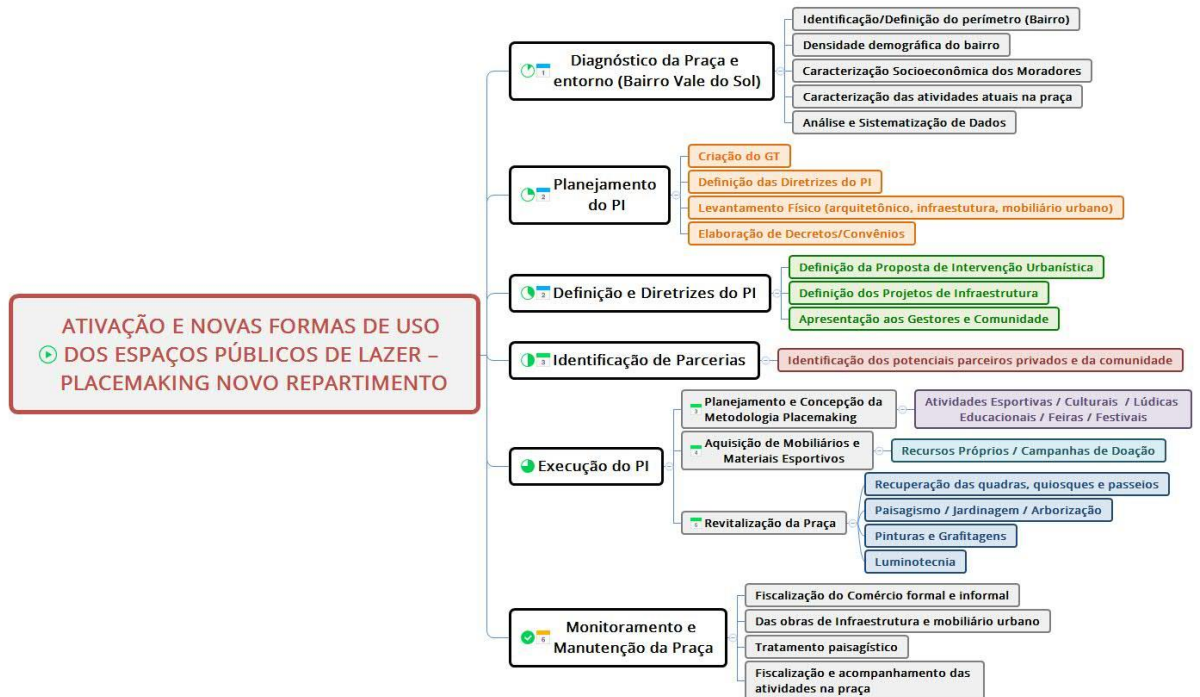 ATIVAÇÃO E NOVAS FORMAS DE USO
DOS ESPAÇOS PÚBLICOS DE LAZER –
PLACEMAKING NOVO REPARTIMENTO
1
Diagnóstico da Praça e
entorno (Bairro Vale do Sol)
Identificação/Definição do perímetro (Bairro)
Densidade demográfica do bairro
Caracterização Socioeconômica dos Moradores
Caracterização das atividades atuais na praça
Análise e Sistematização de Dados
2
Planejamento
do PI
Criação do GT
Definição das Diretrizes do PI
Levantamento Físico (arquitetônico, infraestutura, mobiliário urbano)
Elaboração de Decretos/Convênios
2
Definição e Diretrizes do PI
Definição da Proposta de Intervenção Urbanística
Definição dos Projetos de Infraestrutura
Apresentação aos Gestores e Comunidade
3
Identificação de Parcerias
Identificação dos potenciais parceiros privados e da comunidade
Execução do PI
3
Planejamento e Concepção da
Metodologia Placemaking
Atividades Esportivas / Culturais / Lúdicas
Educacionais / Feiras / Festivais
4
Aquisição de Mobiliários e
Materiais Esportivos
Recursos Próprios / Campanhas de Doação
Revitalização da Praça
Recuperação das quadras, quiosques e passeios
Paisagismo / Jardinagem / Arborização
Pinturas e Grafitagens
Luminotecnia
6
Monitoramento e
Manutenção da Praça
Fiscalização do Comércio formal e informal
Das obras de Infraestrutura e mobiliário urbano
Tratamento paisagístico
Fiscalização e acompanhamento das
atividades na praça